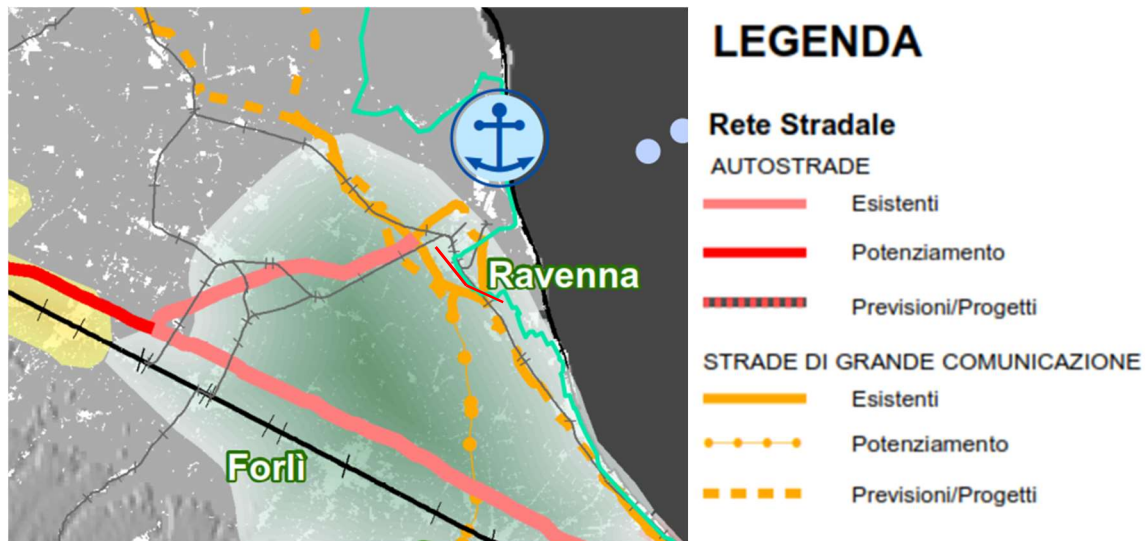 Ravenna
Forlì
LEGENDA
Rete Stradale
AUTOSTRADE
Esistenti
Potenziamento
Previsioni/Progetti
STRADE DI GRANDE COMUNICAZIONE
Esistenti
Potenziamento
Previsioni/Progetti